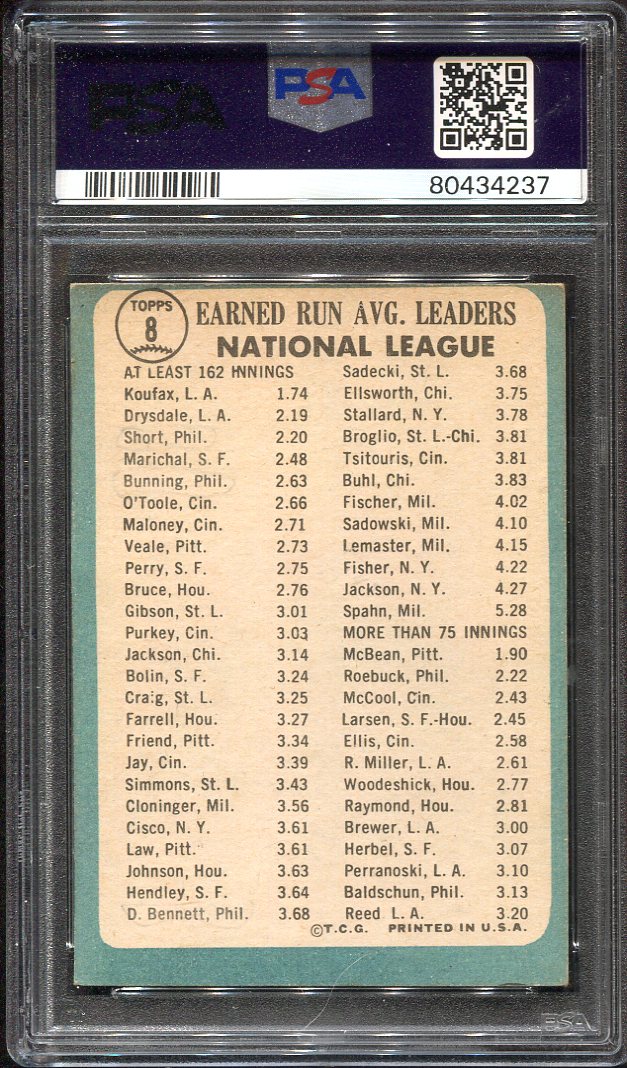 PSA
PSA
80434237
TOPPS
8
EARNED RUN AVG. LEADERS
NATIONAL LEAGUE
AT LEAST 162 INNINGS
Koufax, L. A. 1.74
Drysdale, L. A. 2.19
Short, Phil. 2.20
Marichal, S. F. 2.48
Bunning, Phil. 2.63
O'Toole, Cin. 2.66
Maloney, Cin. 2.71
Veale, Pitt. 2.73
Perry, S. F. 2.75
Bruce, Hou. 2.76
Gibson, St. L. 3.01
Purkey, Cin. 3.03
Jackson, Chi. 3.14
Bolin, S. F. 3.24
Craig, St. L. 3.25
Farrell, Hou. 3.27
Friend, Pitt. 3.34
Jay, Cin. 3.39
Simmons, St. L. 3.43
Cloninger, Mil. 3.56
Cisco, N. Y. 3.61
Law, Pitt. 3.61
Johnson, Hou. 3.63
Hendley, S. F. 3.64
D. Bennett, Phil. 3.68
Sadecki, St. L. 3.68
Ellsworth, Chi. 3.75
Stallard, N. Y. 3.78
Broglio, St. L.-Chi. 3.81
Tsitouris, Cin. 3.81
Buhl, Chi. 3.83
Fischer, Mil. 4.02
Sadowski, Mil. 4.10
Lemaster, Mil. 4.15
Fisher, N. Y. 4.22
Jackson, N. Y. 4.27
Spahn, Mil. 5.28
MORE THAN 75 INNINGS
McBean, Pitt. 1.90
Roebuck, Phil. 2.22
McCool, Cin. 2.43
Larsen, S. F.-Hou. 2.45
Ellis, Cin. 2.58
R. Miller, L. A. 2.61
Woodeshick, Hou. 2.77
Raymond, Hou. 2.81
Brewer, L. A. 3.00
Herbel, S. F. 3.07
Perranoski, L. A. 3.10
Baldschun, Phil. 3.13
Reed L. A. 3.20
©T.C.G. PRINTED IN U.S.A.
PSA